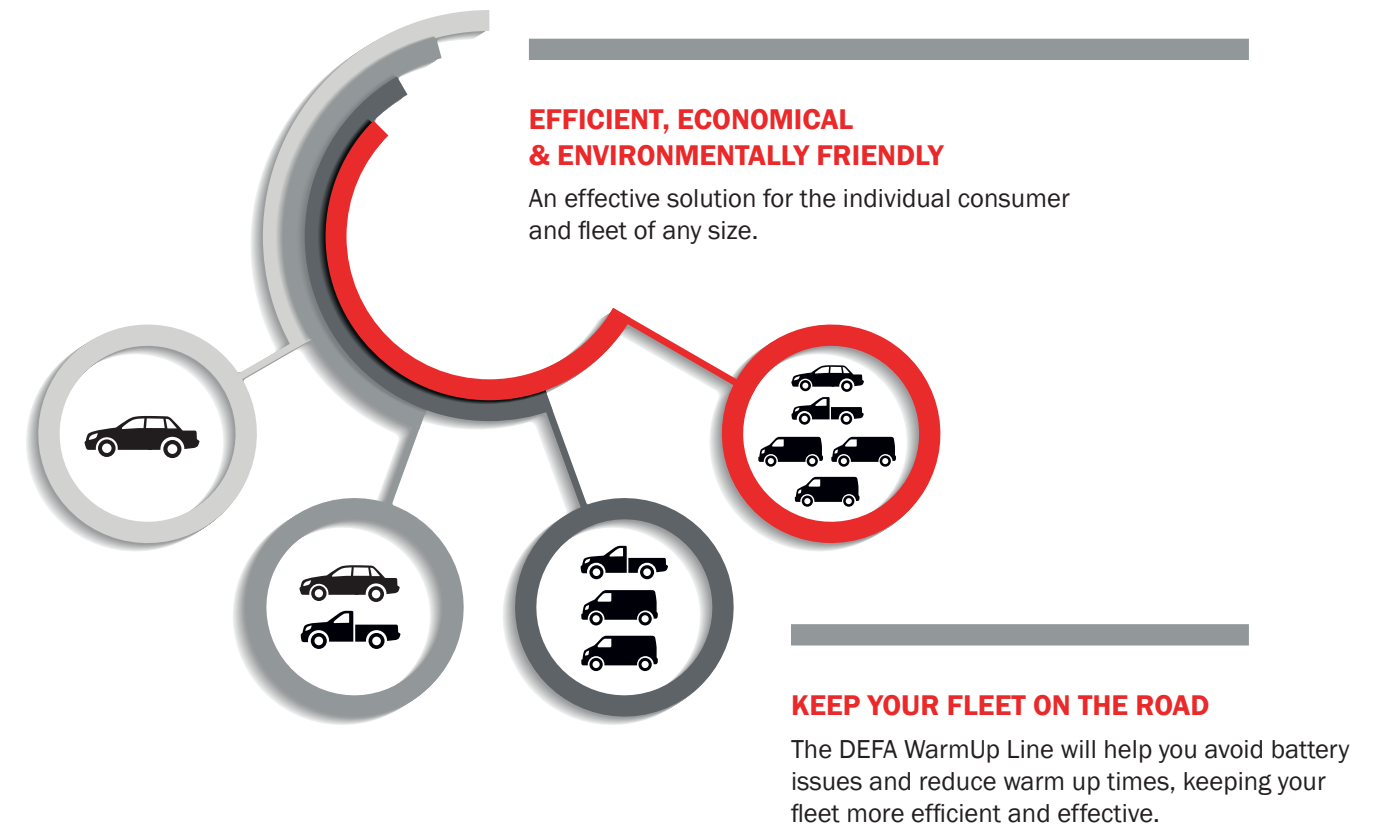 EFFICIENT, ECONOMICAL
& ENVIRONMENTALLY FRIENDLY
An effective solution for the individual consumer
and fleet of any size.
KEEP YOUR FLEET ON THE ROAD
The DEFA WarmUp Line will help you avoid battery
issues and reduce warm up times, keeping your
fleet more efficient and effective.